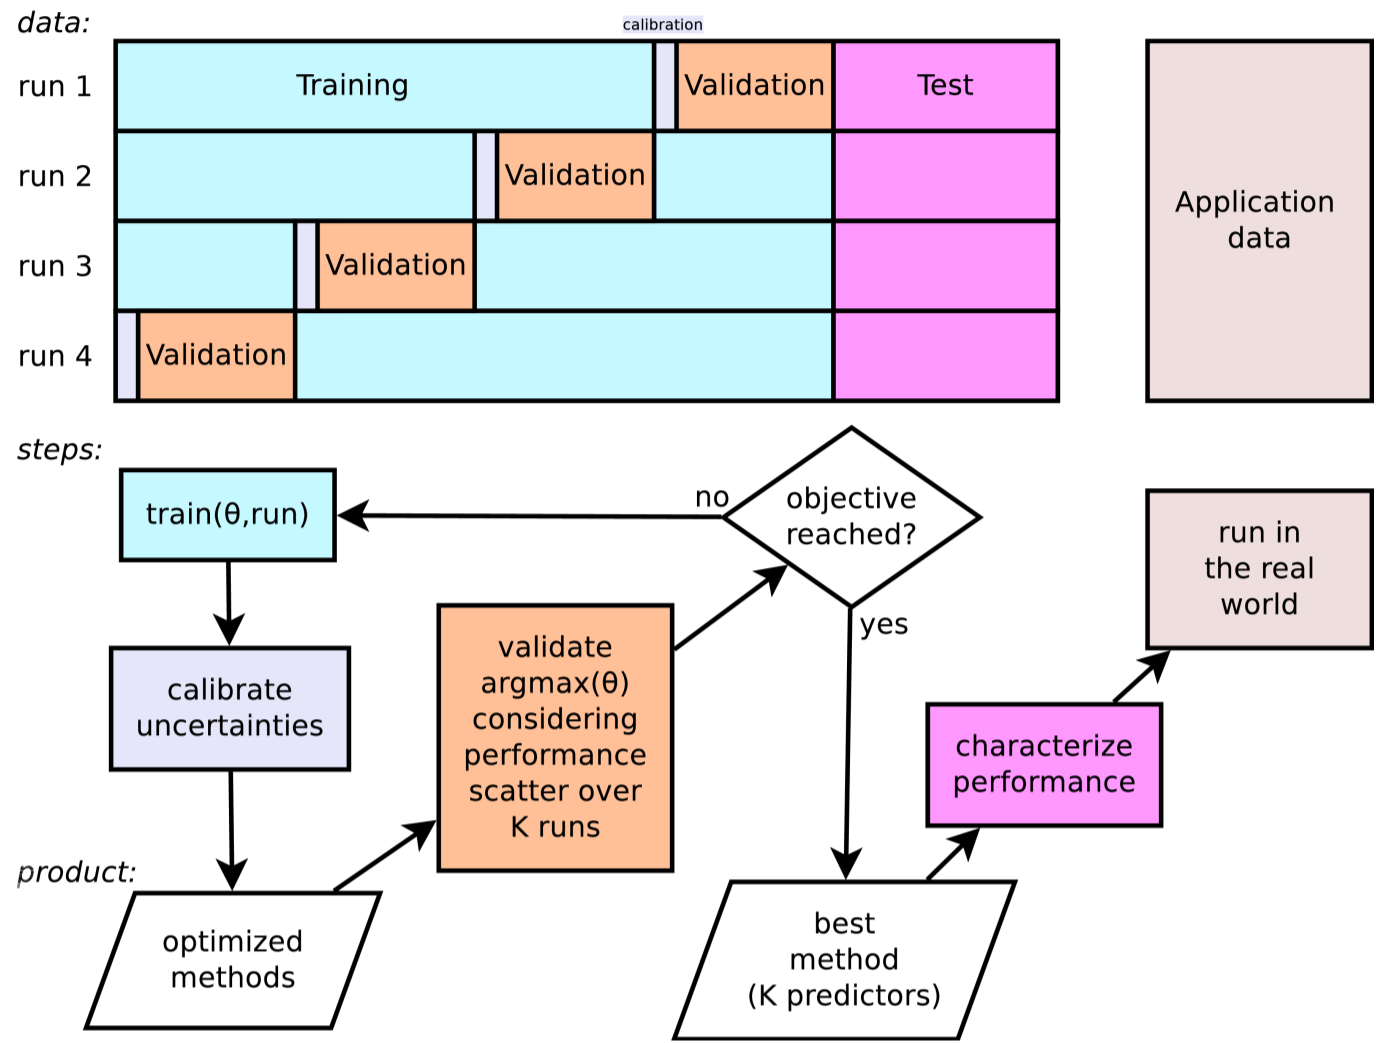 data:
calibration
run 1
Training
Validation
Test
run 2
Validation
run 3
Validation
run 4
Validation
Application
data
steps:
train(θ,run)
no
objective
reached?
yes
run in
the real
world
calibrate
uncertainties
validate
argmax(θ)
considering
performance
scatter over
K runs
characterize
performance
product:
optimized
methods
best
method
(K predictors)